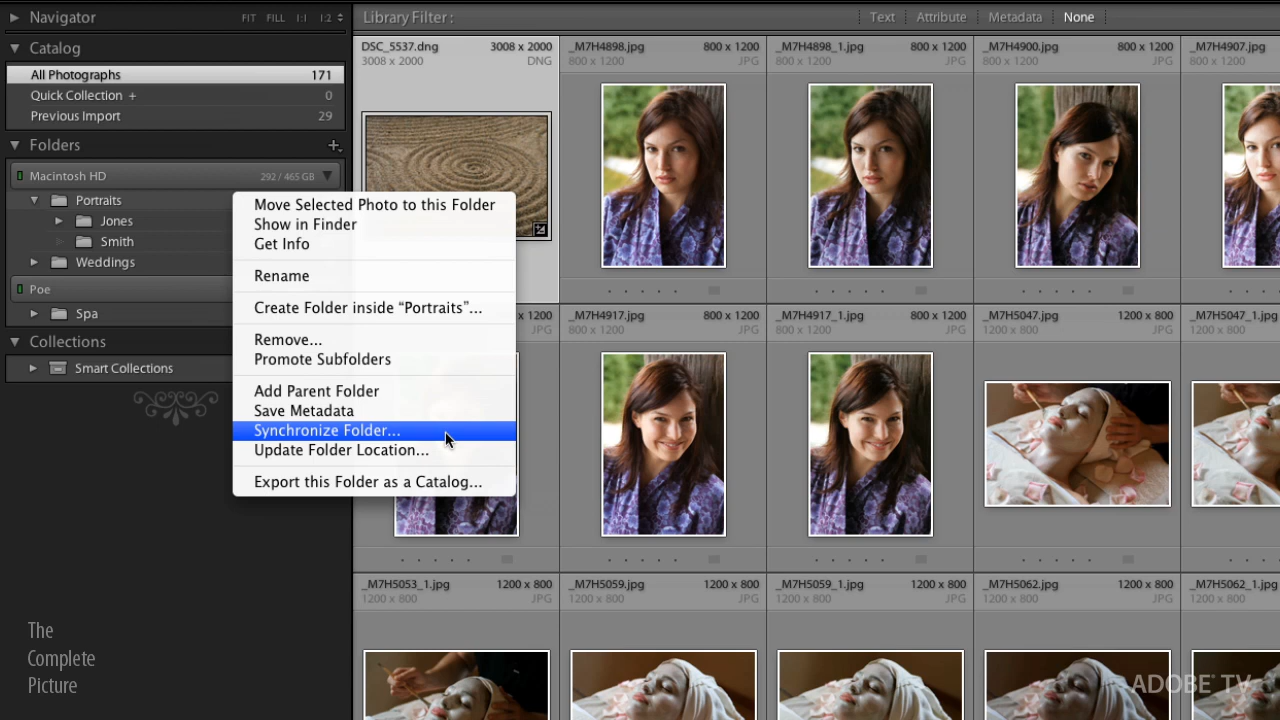 Navigator
FIT FILL 1:1 1:2
Library Filter :
Text Attribute Metadata None
Catalog
All Photographs 171
Quick Collection + 0
Previous Import 29
Folders
Macintosh HD 292 / 465 GB
Portraits
Jones
Smith
Weddings
Poe
Spa
Collections
Smart Collections
Move Selected Photo to this Folder
Show in Finder
Get Info
Rename
Create Folder inside “Portraits”...
Remove...
Promote Subfolders
Add Parent Folder
Save Metadata
Synchronize Folder...
Update Folder Location...
Export this Folder as a Catalog...
DSC_5537.dng 3008 x 2000
3008 x 2000 DNG
_M7H4898.jpg 800 x 1200
800 x 1200 JPG
_M7H4898_1.jpg 800 x 1200
800 x 1200 JPG
_M7H4900.jpg 800 x 1200
800 x 1200 JPG
_M7H4907.jpg
800 x 1200
x 1200
JPG
_M7H4917.jpg 800 x 1200
800 x 1200 JPG
_M7H4917_1.jpg 800 x 1200
800 x 1200 JPG
_M7H5047.jpg 1200 x 800
1200 x 800 JPG
_M7H5047_1.jpg
1200 x 800
_M7H5053_1.jpg 1200 x 800
1200 x 800 JPG
_M7H5059.jpg 1200 x 800
1200 x 800 JPG
_M7H5059_1.jpg 1200 x 800
1200 x 800 JPG
_M7H5062.jpg 1200 x 800
1200 x 800 JPG
_M7H5062_1.jpg
1200 x 800
The
Complete
Picture
ADOBE TV